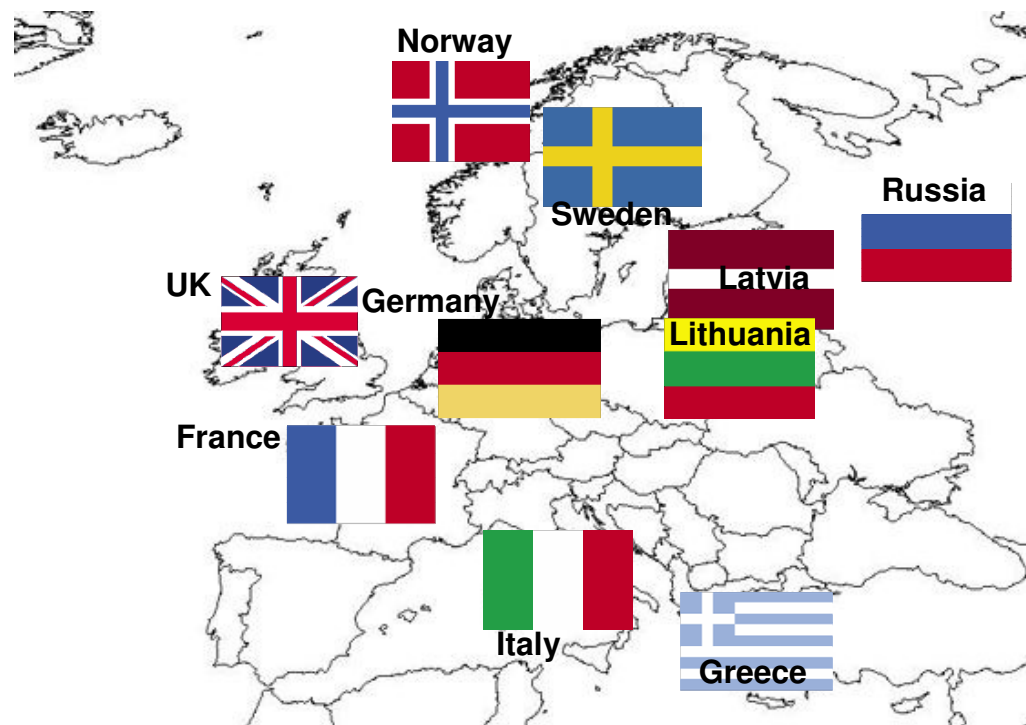 Norway
Sweden
Russia
UK
Germany
Latvia
Lithuania
France
Italy
Greece